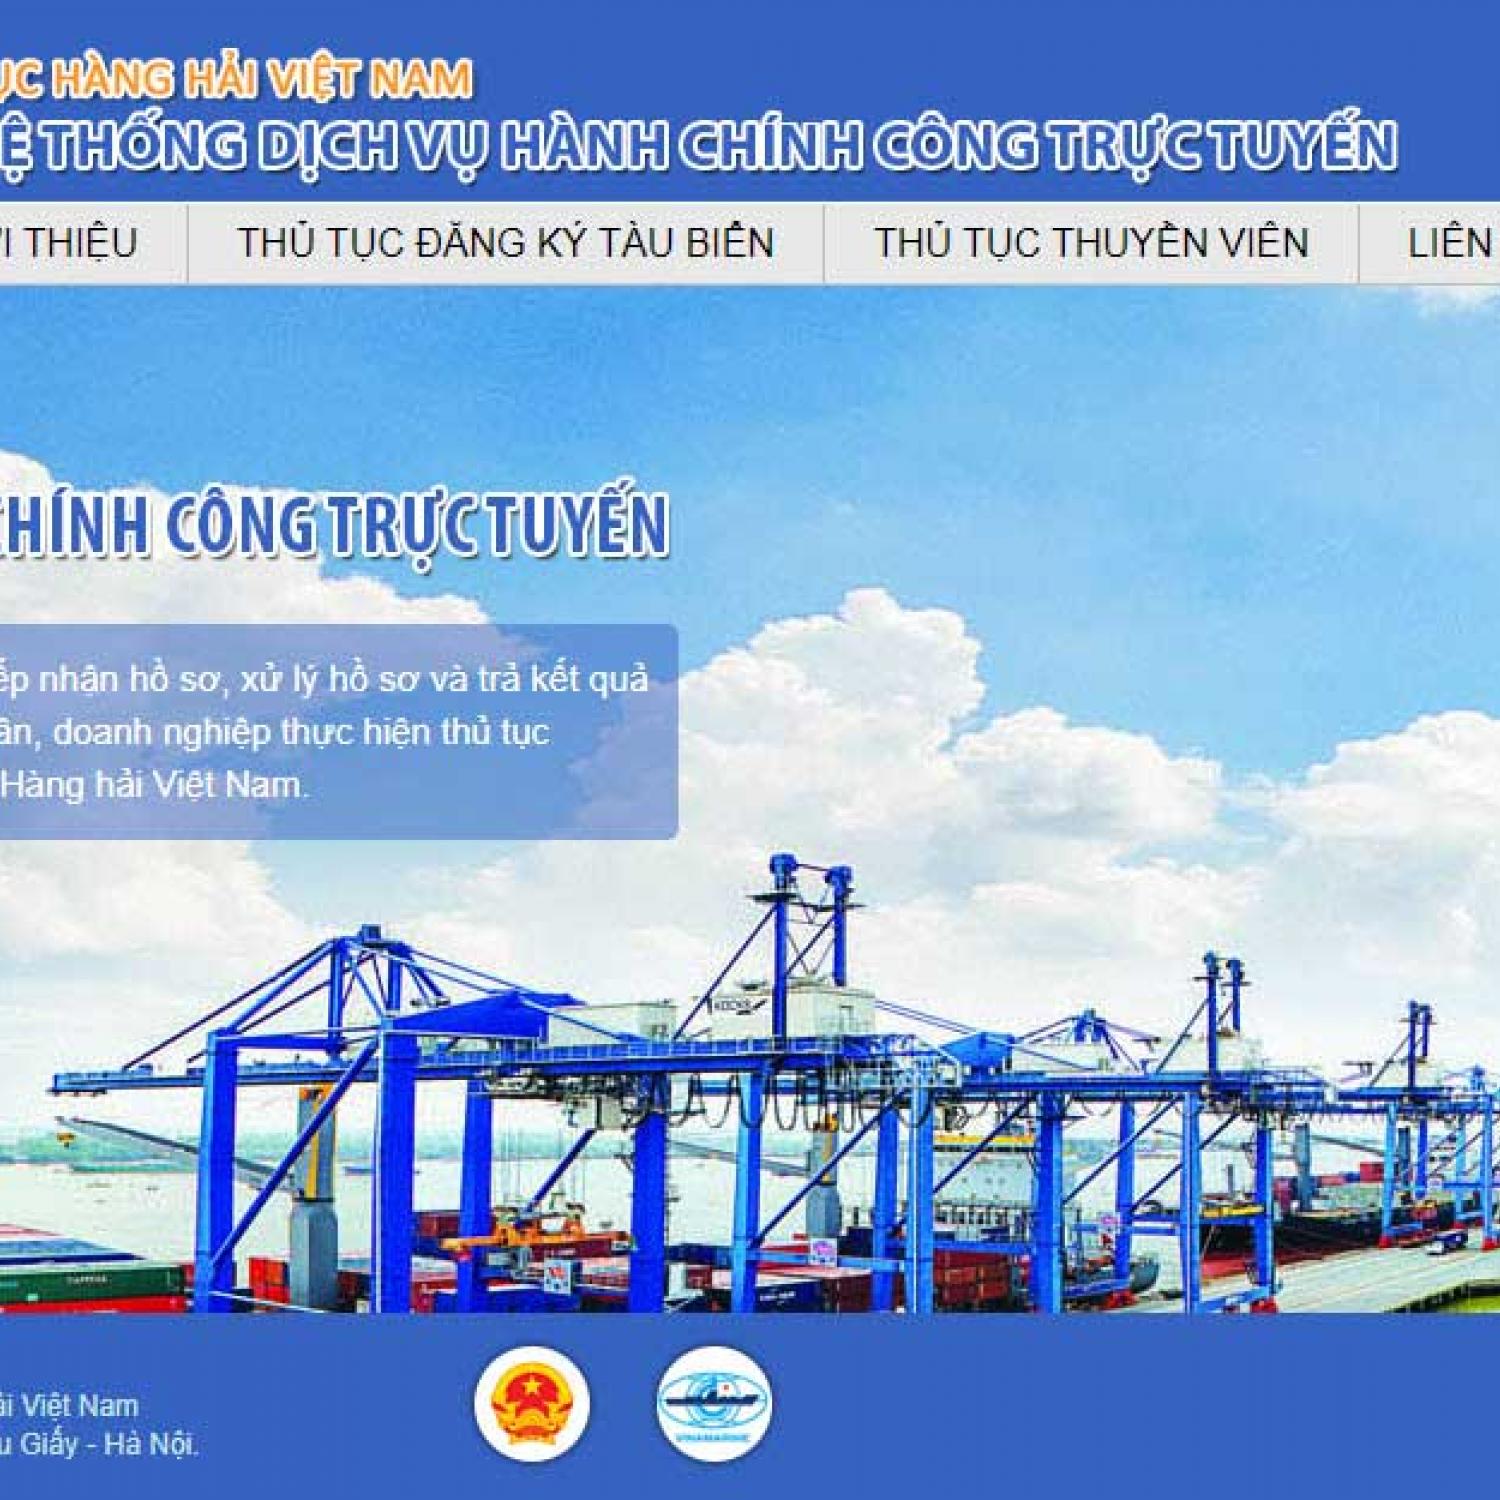 ỤC HÀNG HẢI VIỆT NAM
Ệ THỐNG DỊCH VỤ HÀNH CHÍNH CÔNG TRỰC TUYẾN
I THIỆU
THỦ TỤC ĐĂNG KÝ TÀU BIỂN
THỦ TỤC THUYỀN VIÊN
LIÊN
CHÍNH CÔNG TRỰC TUYẾN
ếp nhận hồ sơ, xử lý hồ sơ và trả kết quả
ân, doanh nghiệp thực hiện thủ tục
Hàng hải Việt Nam.
KOCKS
ải Việt Nam
u Giấy - Hà Nội.
VINAMARINE